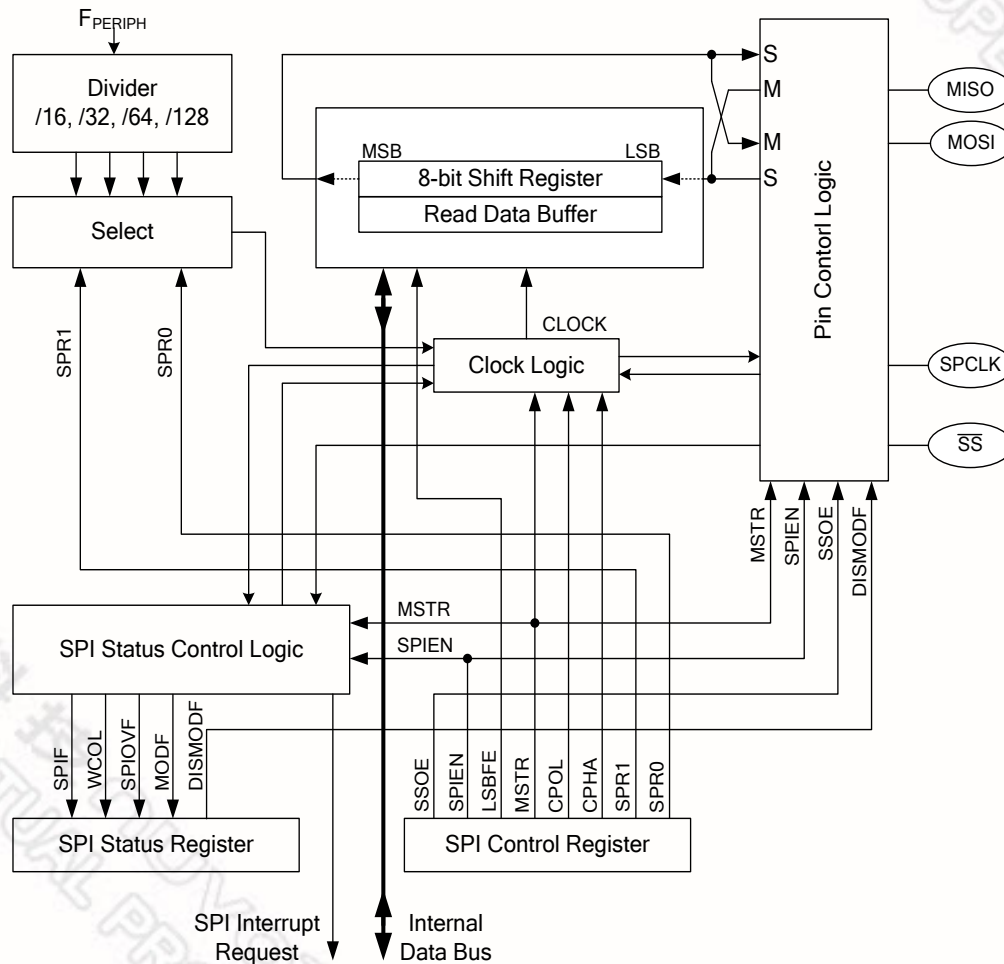 FPERIPH
Divider
/16, /32, /64, /128
Select
SPR1
SPR0
MSB
LSB
8-bit Shift Register
Read Data Buffer
S
M
M
S
Pin Contorl Logic
MISO
MOSI
SPCLK
SS
CLOCK
Clock Logic
MSTR
SPIEN
SSOE
DISMODF
SPI Status Control Logic
MSTR
SPIEN
SPIF
WCOL
SPIOVF
MODF
DISMODF
SSOE
SPIEN
LSBFE
MSTR
CPOL
CPHA
SPR1
SPR0
SPI Status Register
SPI Control Register
SPI Interrupt
Request
Internal
Data Bus